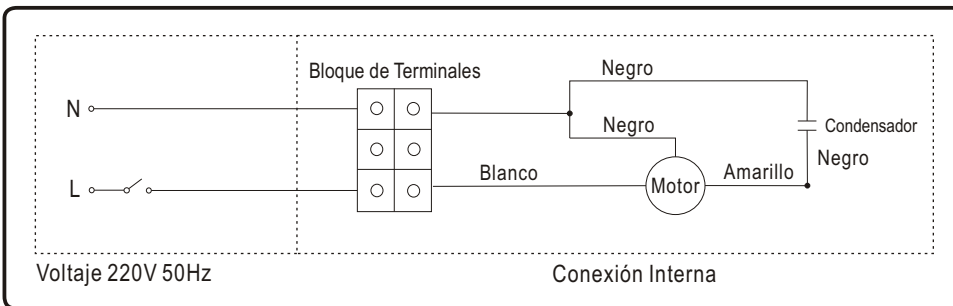 Bloque de Terminales
Negro
N
Negro
Condensador
Negro
Blanco
Amarillo
L
Motor
Voltaje 220V 50Hz
Conexión Interna